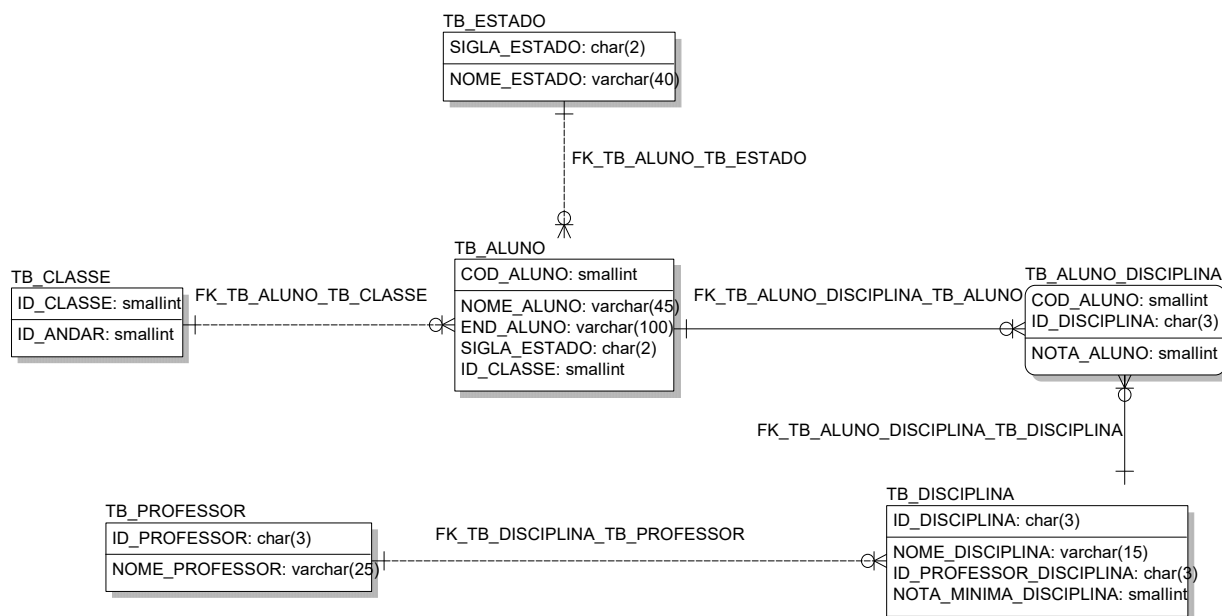 TB_ESTADO
SIGLA_ESTADO: char(2)
NOME_ESTADO: varchar(40)
FK_TB_ALUNO_TB_ESTADO
TB_CLASSE
ID_CLASSE: smallint
ID_ANDAR: smallint
FK_TB_ALUNO_TB_CLASSE
TB_ALUNO
COD_ALUNO: smallint
NOME_ALUNO: varchar(45)
END_ALUNO: varchar(100)
SIGLA_ESTADO: char(2)
ID_CLASSE: smallint
FK_TB_ALUNO_DISCIPLINA_TB_ALUNO
TB_ALUNO_DISCIPLINA
COD_ALUNO: smallint
ID_DISCIPLINA: char(3)
NOTA_ALUNO: smallint
FK_TB_ALUNO_DISCIPLINA_TB_DISCIPLINA
TB_PROFESSOR
ID_PROFESSOR: char(3)
NOME_PROFESSOR: varchar(25)
FK_TB_DISCIPLINA_TB_PROFESSOR
TB_DISCIPLINA
ID_DISCIPLINA: char(3)
NOME_DISCIPLINA: varchar(15)
ID_PROFESSOR_DISCIPLINA: char(3)
NOTA_MINIMA_DISCIPLINA: smallint